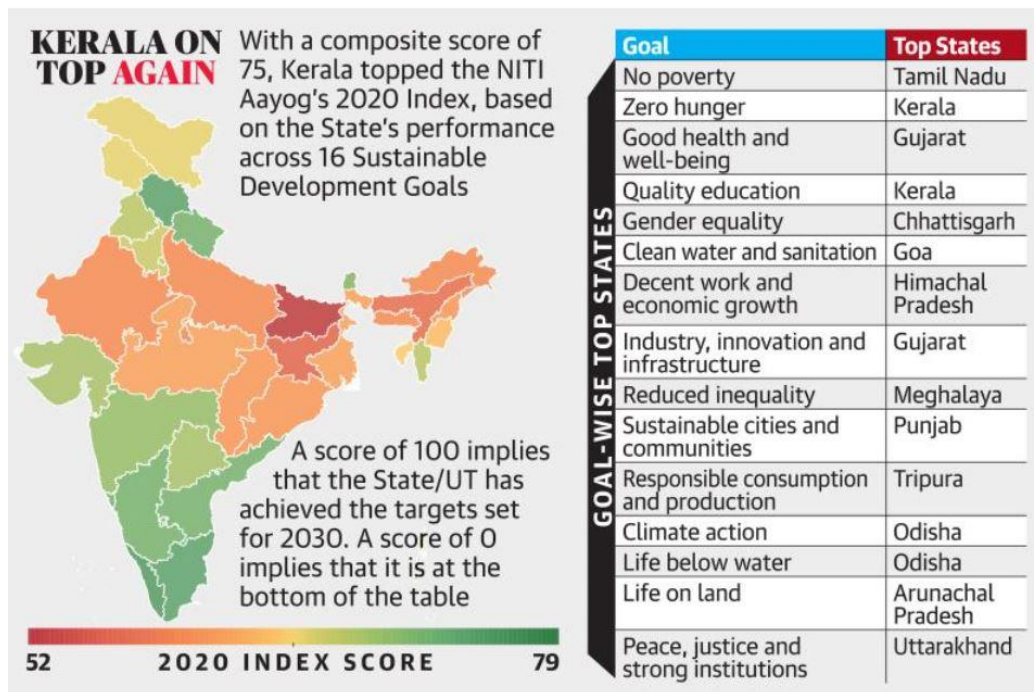 KERALA ON
TOP AGAIN
With a composite score of
75, Kerala topped the NITI
Aayog's 2020 Index, based
on the State's performance
across 16 Sustainable
Development Goals
A score of 100 implies
that the State/UT has
achieved the targets set
for 2030. A score of 0
implies that it is at the
bottom of the table
52 2020 INDEX SCORE 79
GOAL-WISE TOP STATES
Goal Top States
No poverty Tamil Nadu
Zero hunger Kerala
Good health and Gujarat
well-being
Quality education Kerala
Gender equality Chhattisgarh
Clean water and sanitation Goa
Decent work and Himachal
economic growth Pradesh
Industry, innovation and Gujarat
infrastructure
Reduced inequality Meghalaya
Sustainable cities and Punjab
communities
Responsible consumption Tripura
and production
Climate action Odisha
Life below water Odisha
Life on land Arunachal
Pradesh
Peace, justice and Uttarakhand
strong institutions